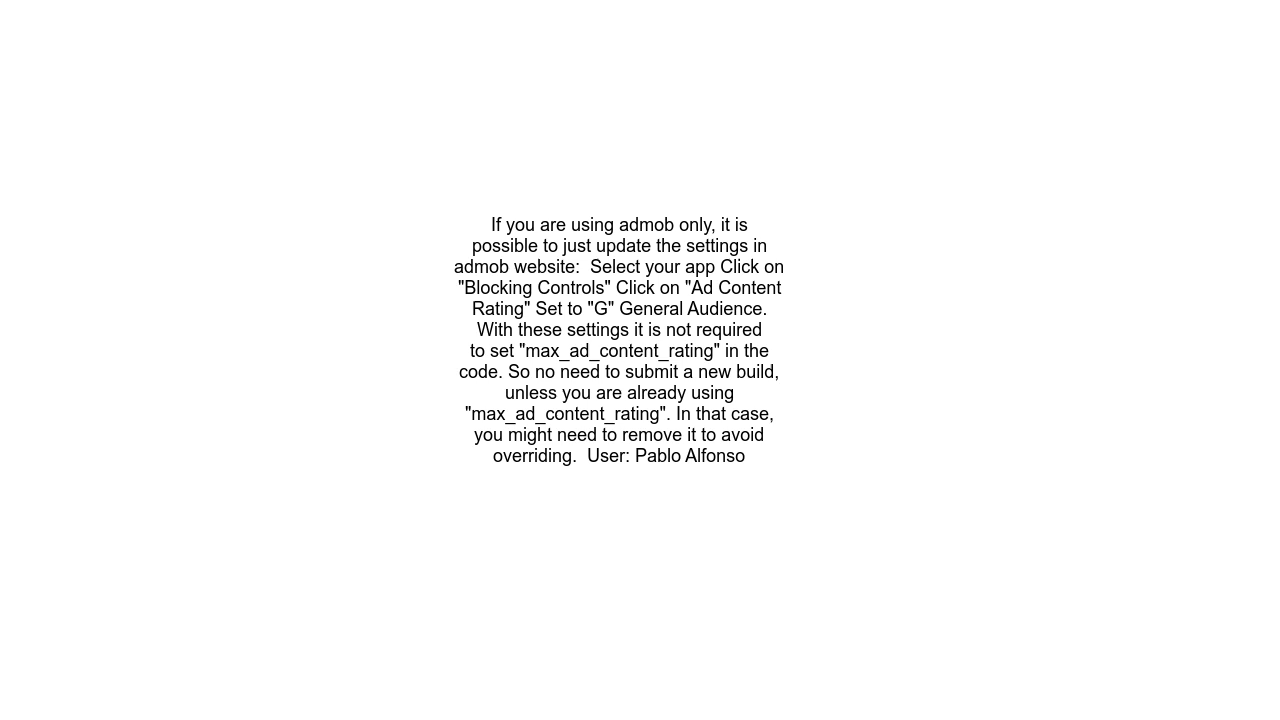 If you are using admob only, it is
possible to just update the settings in
admob website:  Select your app Click on
"Blocking Controls" Click on "Ad Content
Rating" Set to "G" General Audience.
With these settings it is not required
to set "max_ad_content_rating" in the
code. So no need to submit a new build,
unless you are already using
"max_ad_content_rating". In that case,
you might need to remove it to avoid
overriding.  User: Pablo Alfonso